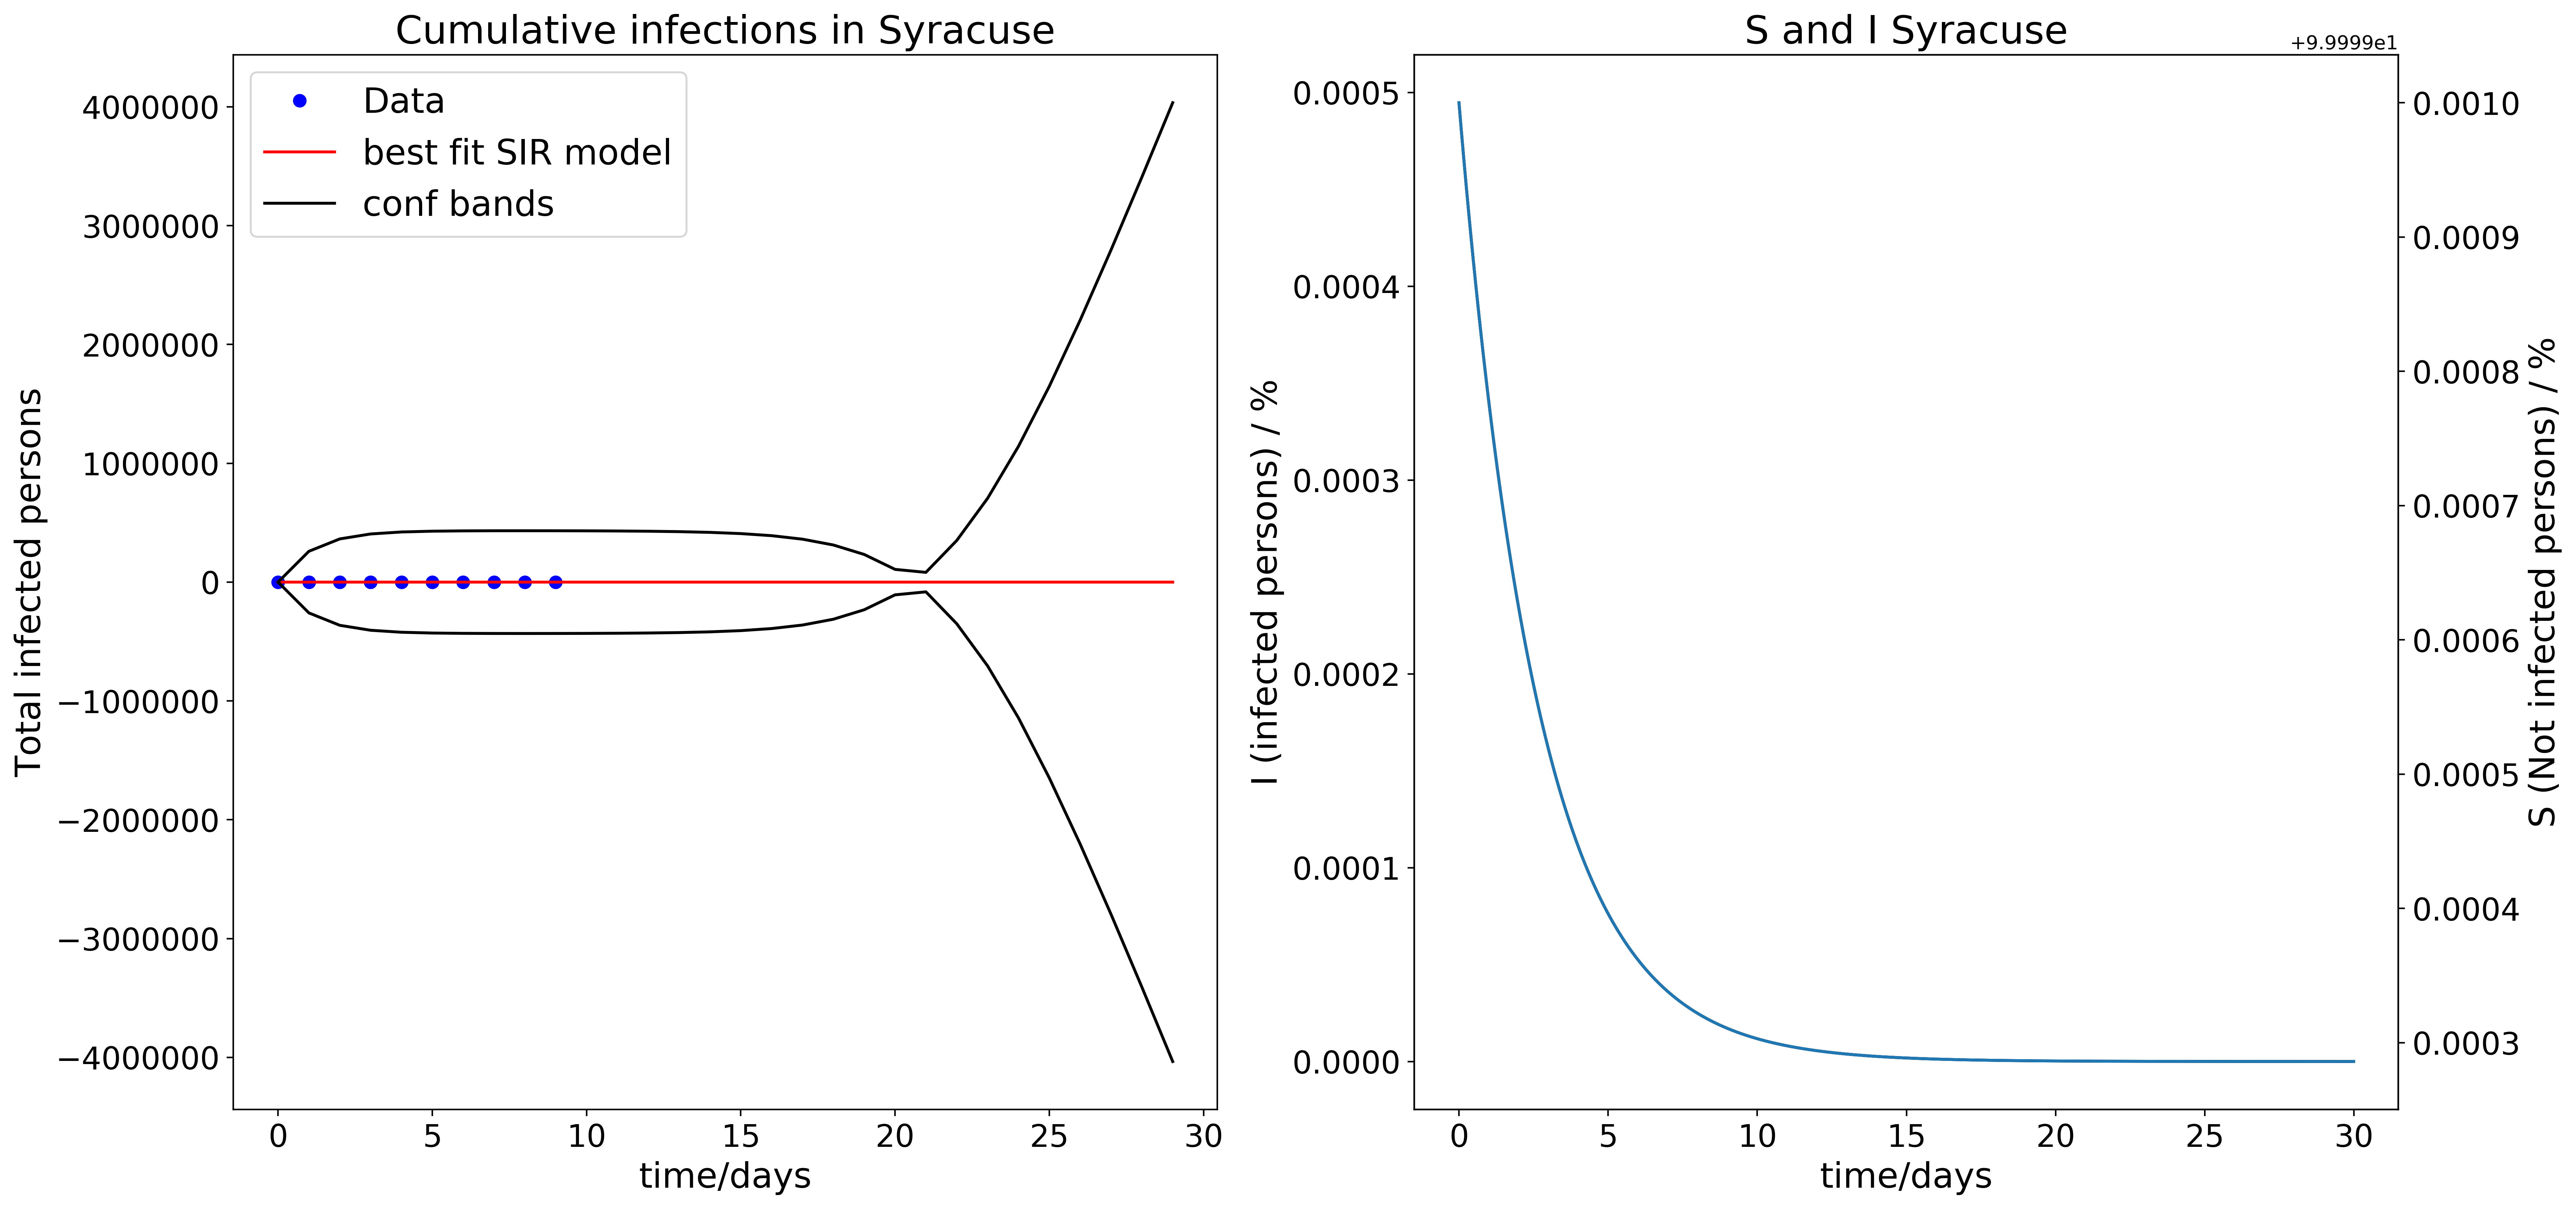 Cumulative infections in Syracuse
Data
best fit SIR model
conf bands
Total infected persons
4000000
3000000
2000000
1000000
0
−1000000
−2000000
−3000000
−4000000
0 5 10 15 20 25 30
time/days
S and I Syracuse
+9.9999e1
I (infected persons) / %
0.0005
0.0004
0.0003
0.0002
0.0001
0.0000
0 5 10 15 20 25 30
time/days
0.0010
0.0009
0.0008
0.0007
0.0006
0.0005
0.0004
0.0003
S (Not infected persons) / %